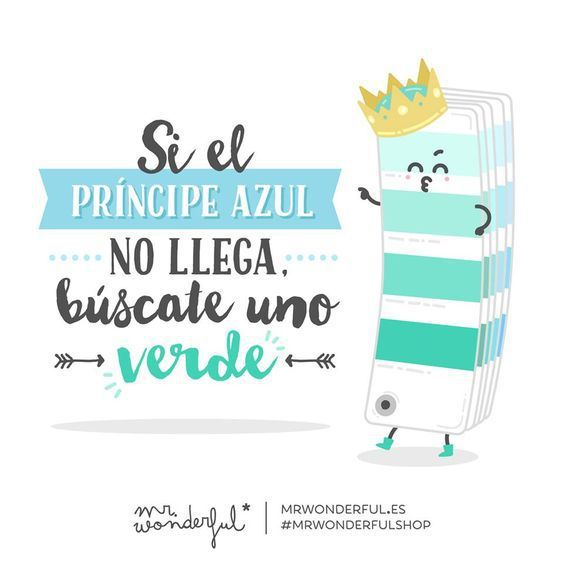 Si el
PRÍNCIPE AZUL
NO LLEGA,
búscate uno
verde
mr.
wonderful*
MRWONDERFUL.ES
#MRWONDERFULSHOP